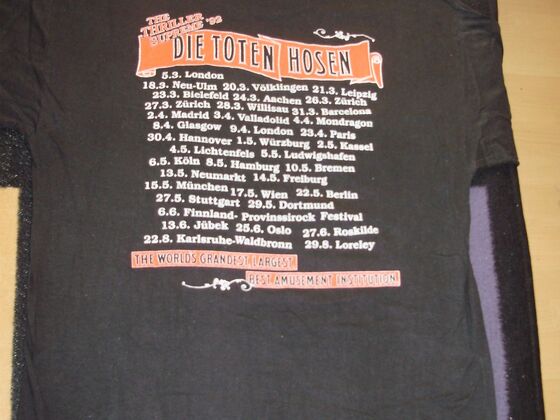 THE
THRILLER
SUPREME '92
DIE TOTEN HOSEN
5.3. London
18.3. Neu-Ulm 20.3. Völklingen 21.3. Leipzig
23.3. Bielefeld 24.3. Aachen 26.3. Zürich
27.3. Zürich 28.3. Willisau 31.3. Barcelona
2.4. Madrid 3.4. Valladolid 4.4. Mondragon
8.4. Glasgow 9.4. London 23.4. Paris
30.4. Hannover 1.5. Würzburg 2.5. Kassel
4.5. Lichtenfels 5.5. Ludwigshafen
6.5. Köln 8.5. Hamburg 10.5. Bremen
13.5. Neumarkt 14.5. Freiburg
15.5. München 17.5. Wien 22.5. Berlin
27.5. Stuttgart 29.5. Dortmund
6.6. Finnland- Provinssirock Festival
13.6. Jübek 25.6. Oslo 27.6. Roskilde
22.8. Karlsruhe-Waldbronn 29.8. Loreley
THE WORLDS GRANDEST LARGEST
BEST AMUSEMENT INSTITUTION